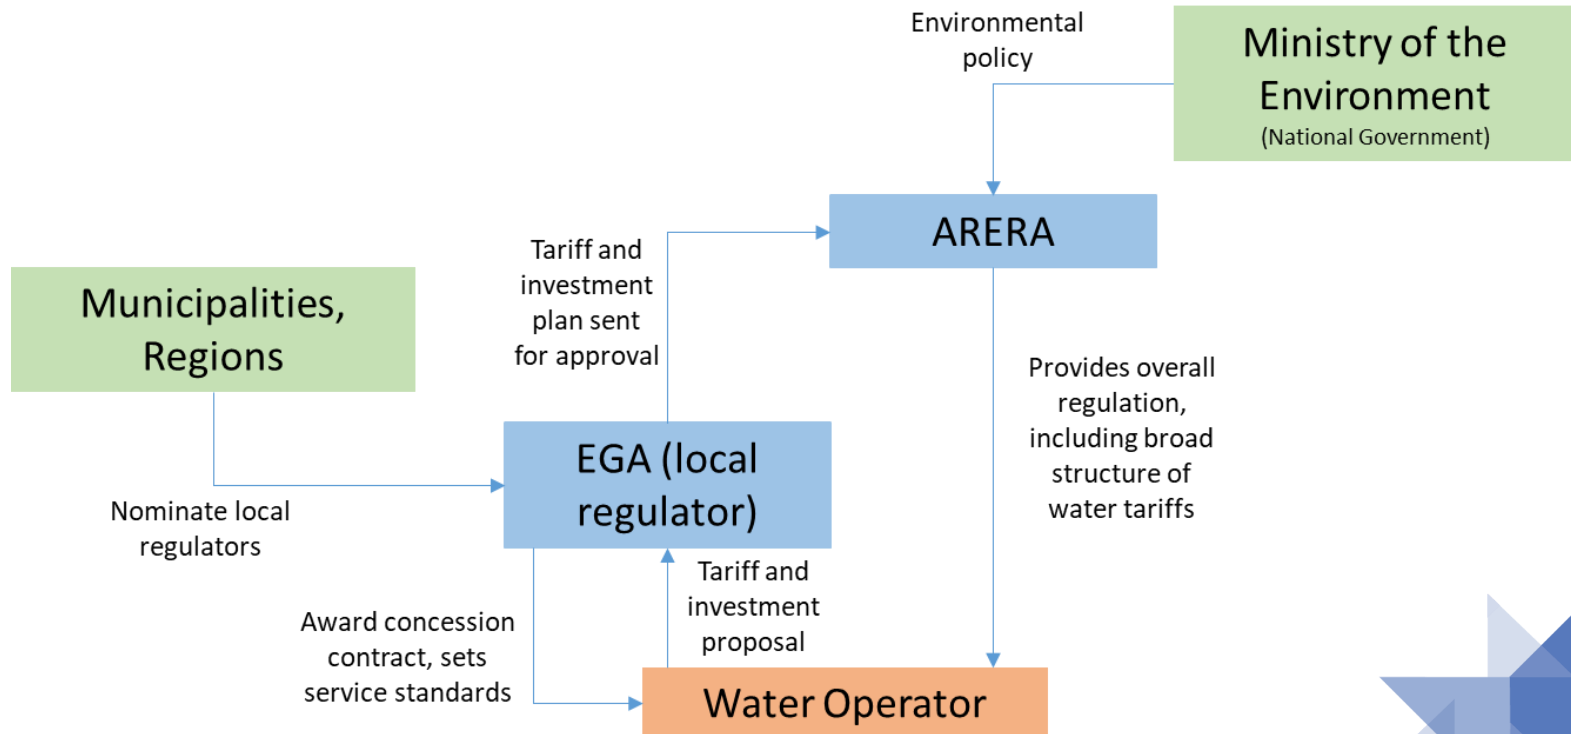 Environmental
policy
Ministry of the
Environment
(National Government)
ARERA
Tariff and
investment
plan sent
for approval
Municipalities,
Regions
Provides overall
regulation,
including broad
structure of
water tariffs
EGA (local
regulator)
Nominate local
regulators
Tariff and
investment
proposal
Award concession
contract, sets
service standards
Water Operator